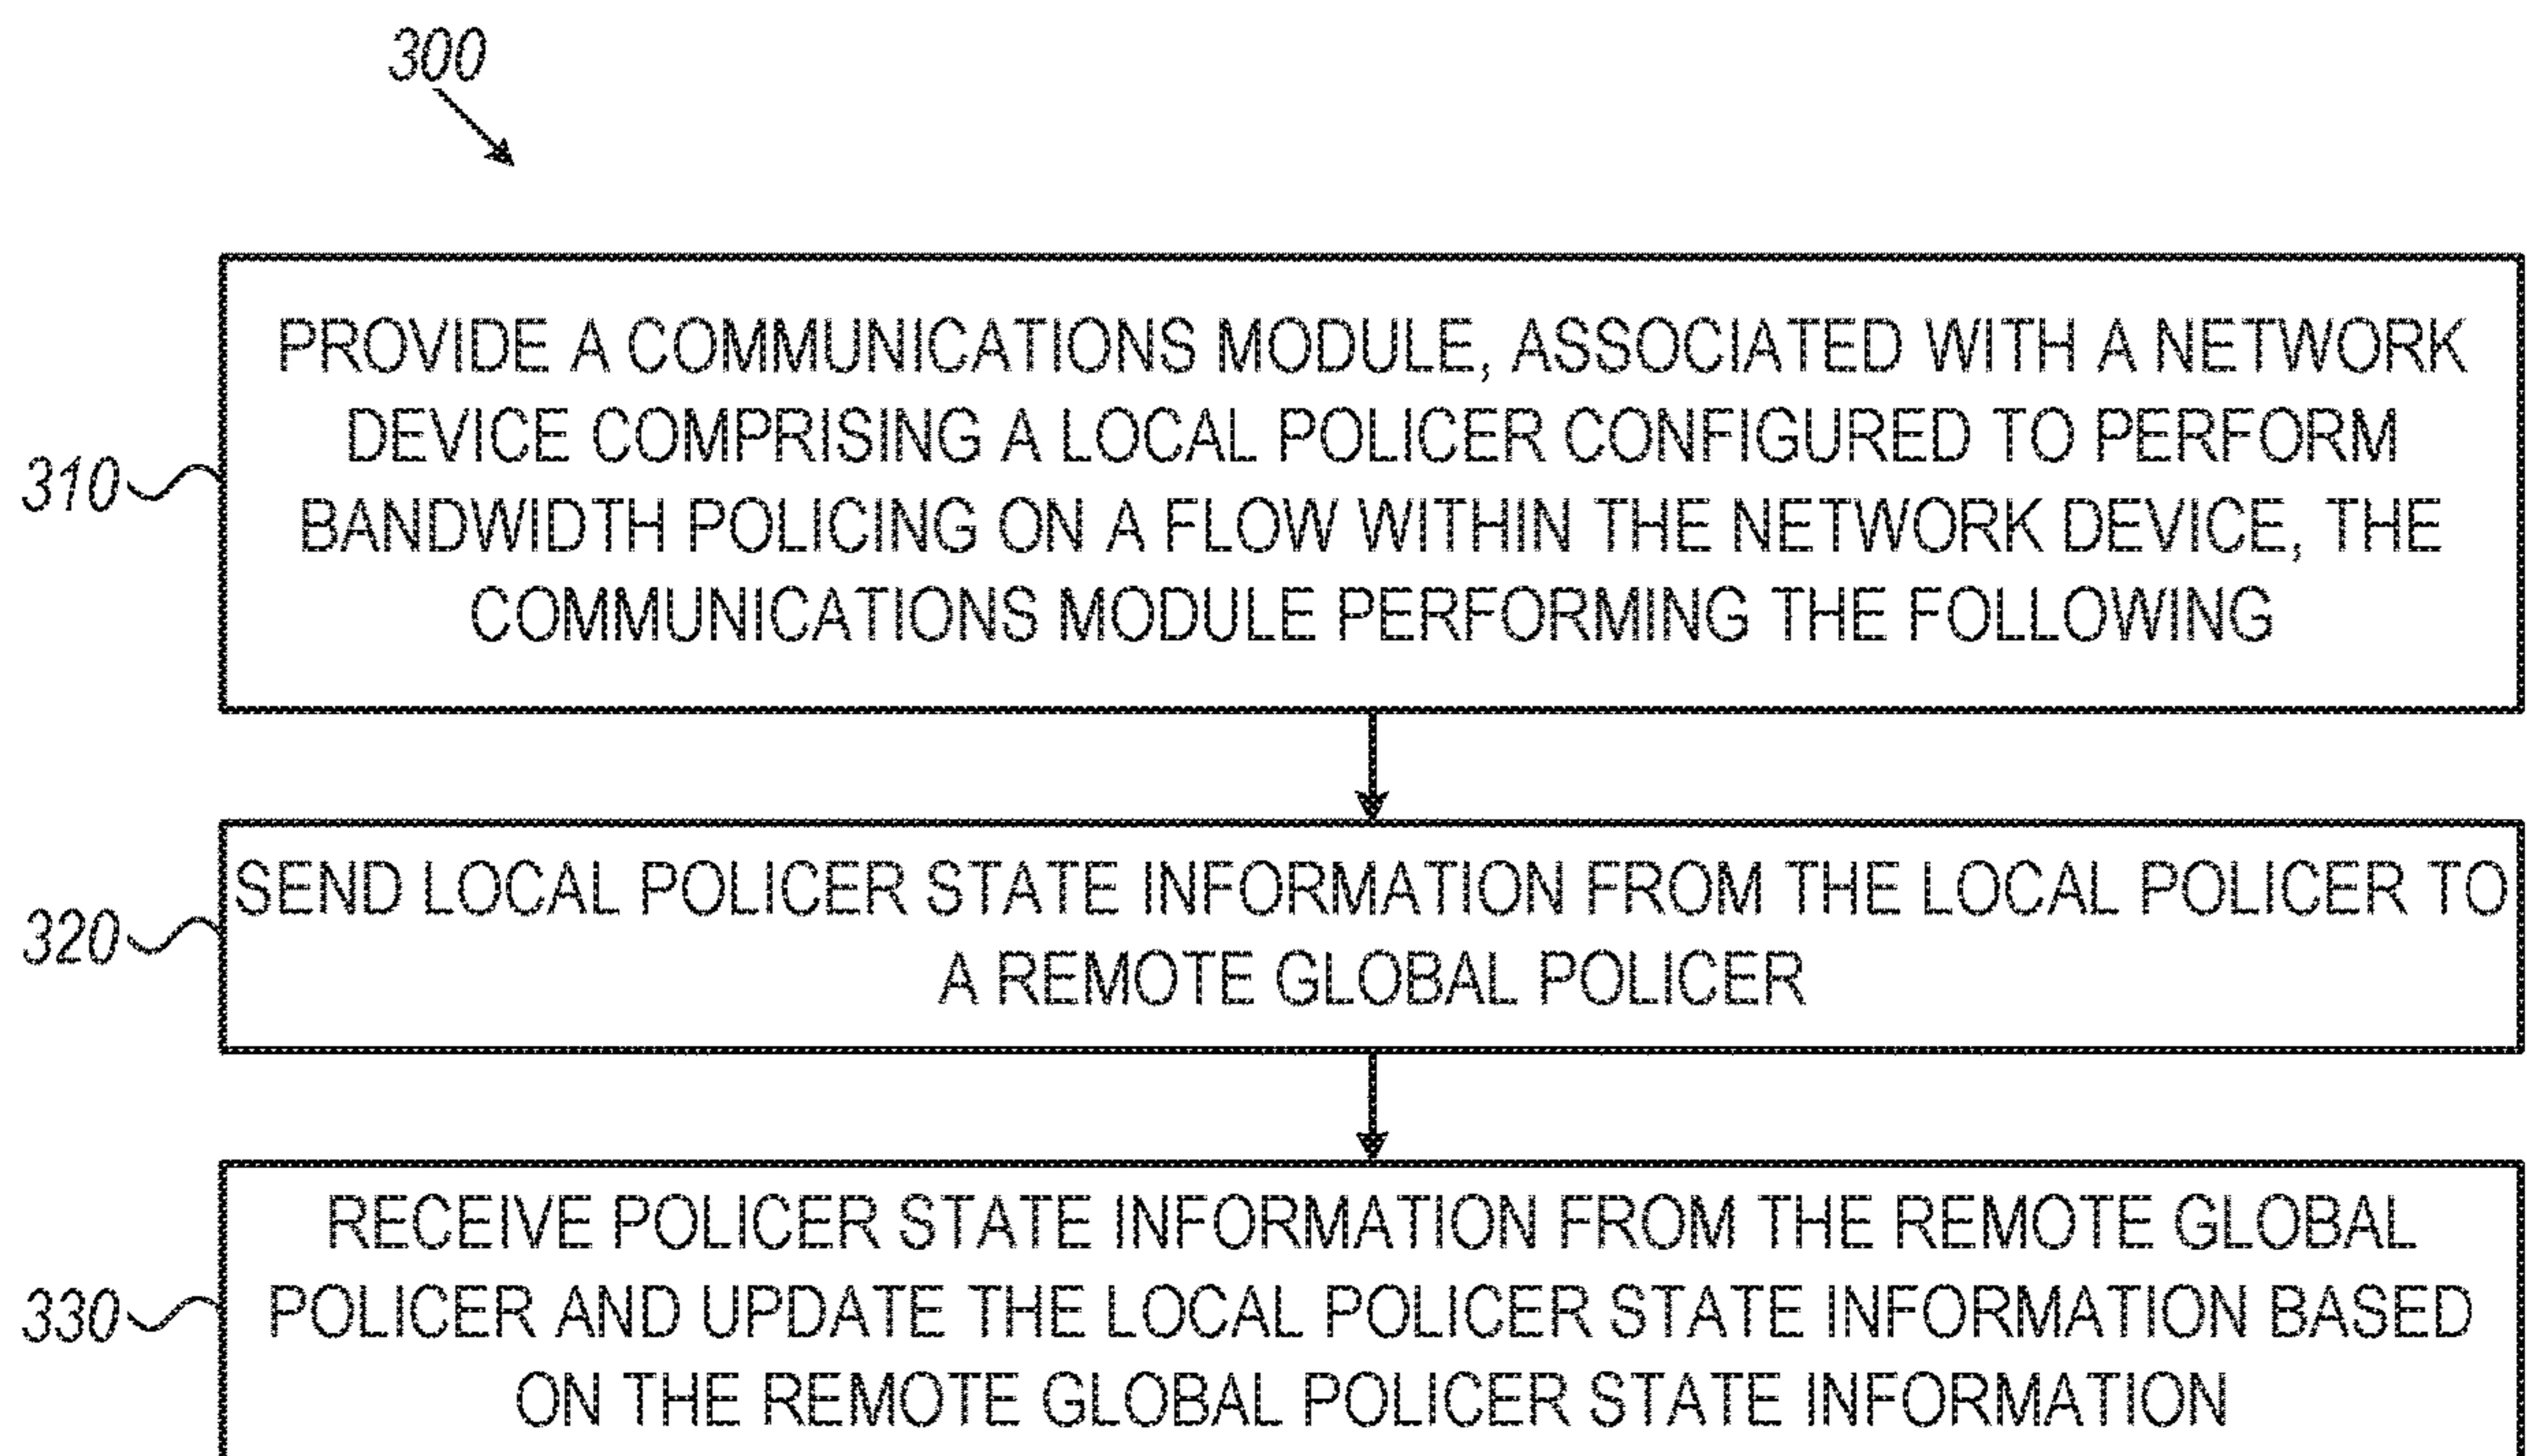 300
310
PROVIDE A COMMUNICATIONS MODULE, ASSOCIATED WITH A NETWORK
DEVICE COMPRISING A LOCAL POLICER CONFIGURED TO PERFORM
BANDWIDTH POLICING ON A FLOW WITHIN THE NETWORK DEVICE, THE
COMMUNICATIONS MODULE PERFORMING THE FOLLOWING
320
SEND LOCAL POLICER STATE INFORMATION FROM THE LOCAL POLICER TO
A REMOTE GLOBAL POLICER
330
RECEIVE POLICER STATE INFORMATION FROM THE REMOTE GLOBAL
POLICER AND UPDATE THE LOCAL POLICER STATE INFORMATION BASED
ON THE REMOTE GLOBAL POLICER STATE INFORMATION